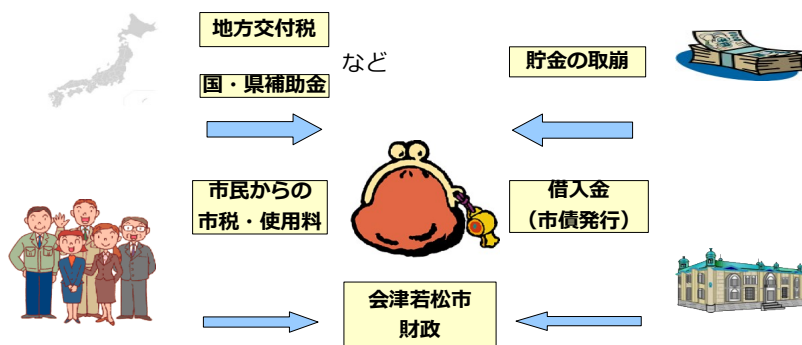 地方交付税
など
国・県補助金
貯金の取崩
市民からの
市税・使用料
借入金
（市債発行）
会津若松市
財政